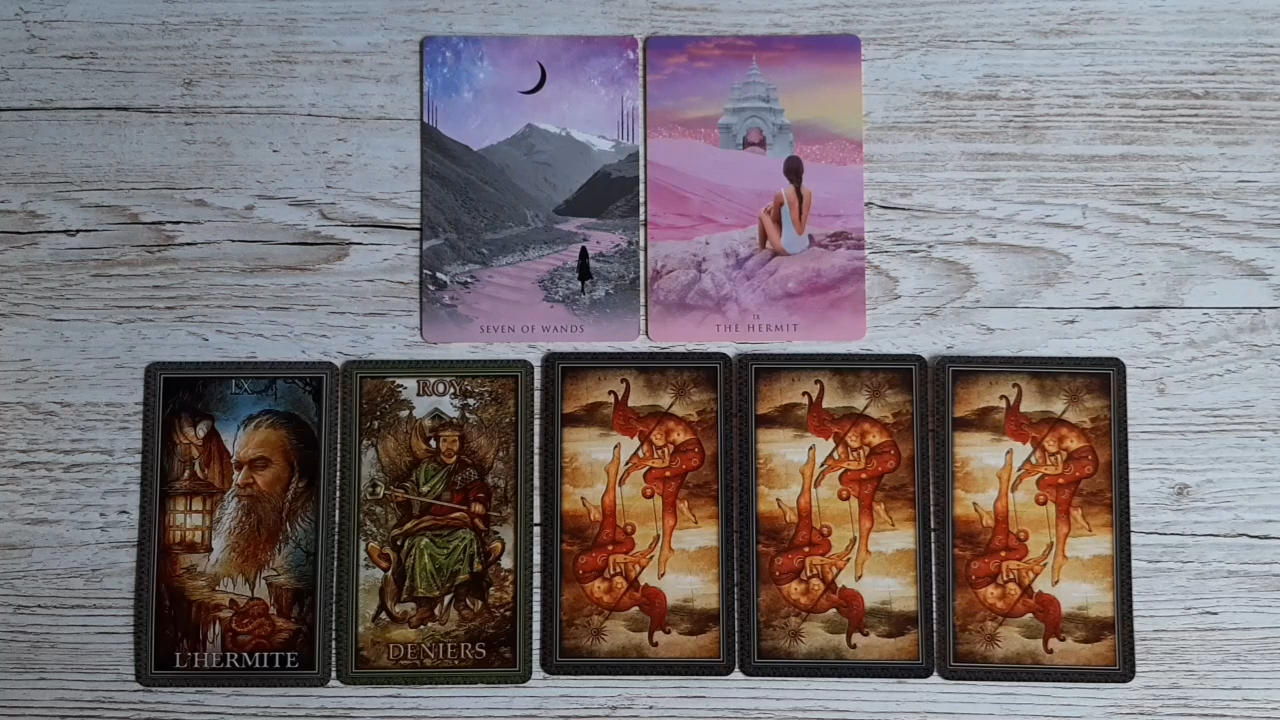 SEVEN OF WANDS
IX
THE HERMIT
IX
L'HERMITE
ROY
DENIERS